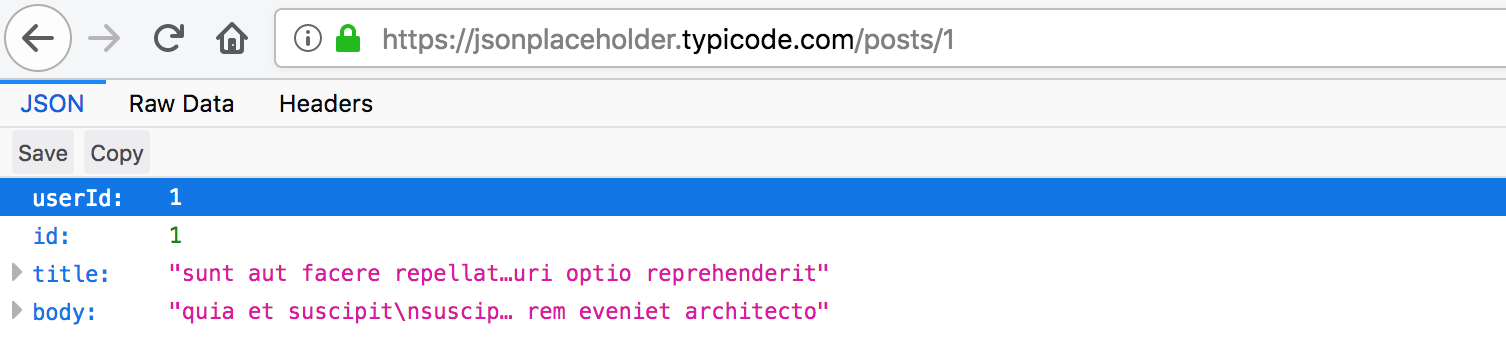 https://jsonplaceholder.typicode.com/posts/1
JSON Raw Data Headers
Save Copy
userId: 1
id: 1
title: "sunt aut facere repellat…uri optio reprehenderit"
body: "quia et suscipit\nsuscip… rem eveniet architecto"